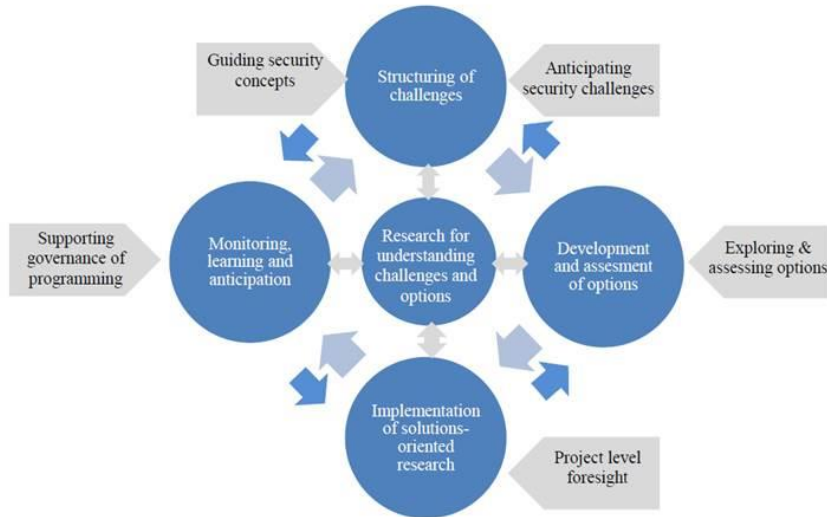 Guiding security
concepts
Structuring of
challenges
Anticipating
security challenges
Supporting
governance of
programming
Monitoring,
learning and
anticipation
Research for
understanding
challenges and
options
Development
and assesment
of options
Exploring &
assessing options
Implementation
of solutions-
oriented
research
Project level
foresight